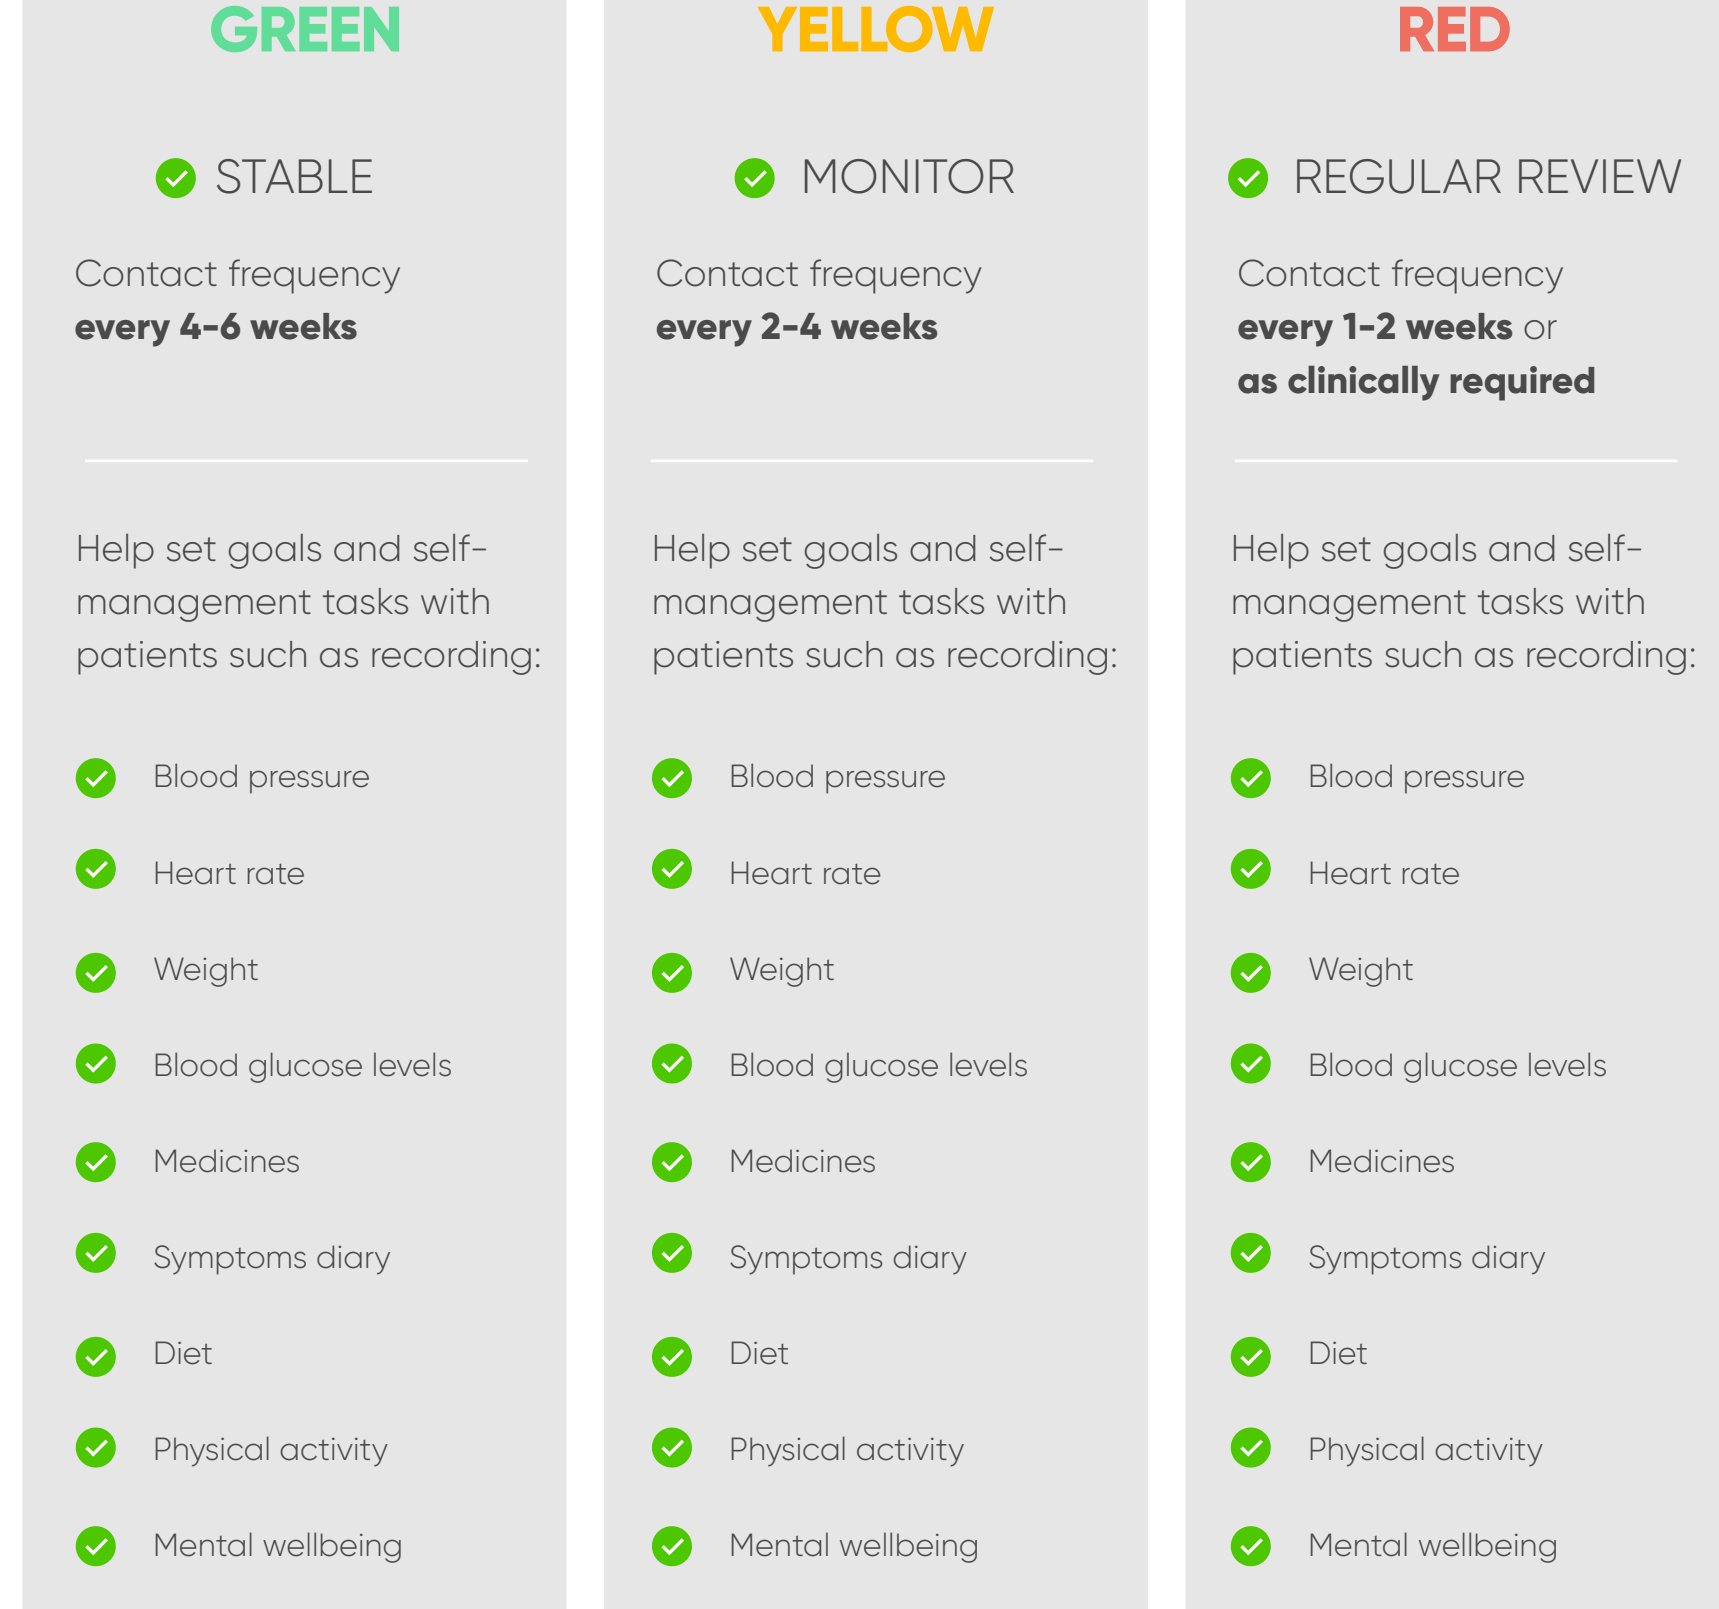 GREEN
STABLE
Contact frequency
every 4-6 weeks
Help set goals and self-
management tasks with
patients such as recording:
Blood pressure
Heart rate
Weight
Blood glucose levels
Medicines
Symptoms diary
Diet
Physical activity
Mental wellbeing
YELLOW
MONITOR
Contact frequency
every 2-4 weeks
Help set goals and self-
management tasks with
patients such as recording:
Blood pressure
Heart rate
Weight
Blood glucose levels
Medicines
Symptoms diary
Diet
Physical activity
Mental wellbeing
RED
REGULAR REVIEW
Contact frequency
every 1-2 weeks or
as clinically required
Help set goals and self-
management tasks with
patients such as recording:
Blood pressure
Heart rate
Weight
Blood glucose levels
Medicines
Symptoms diary
Diet
Physical activity
Mental wellbeing